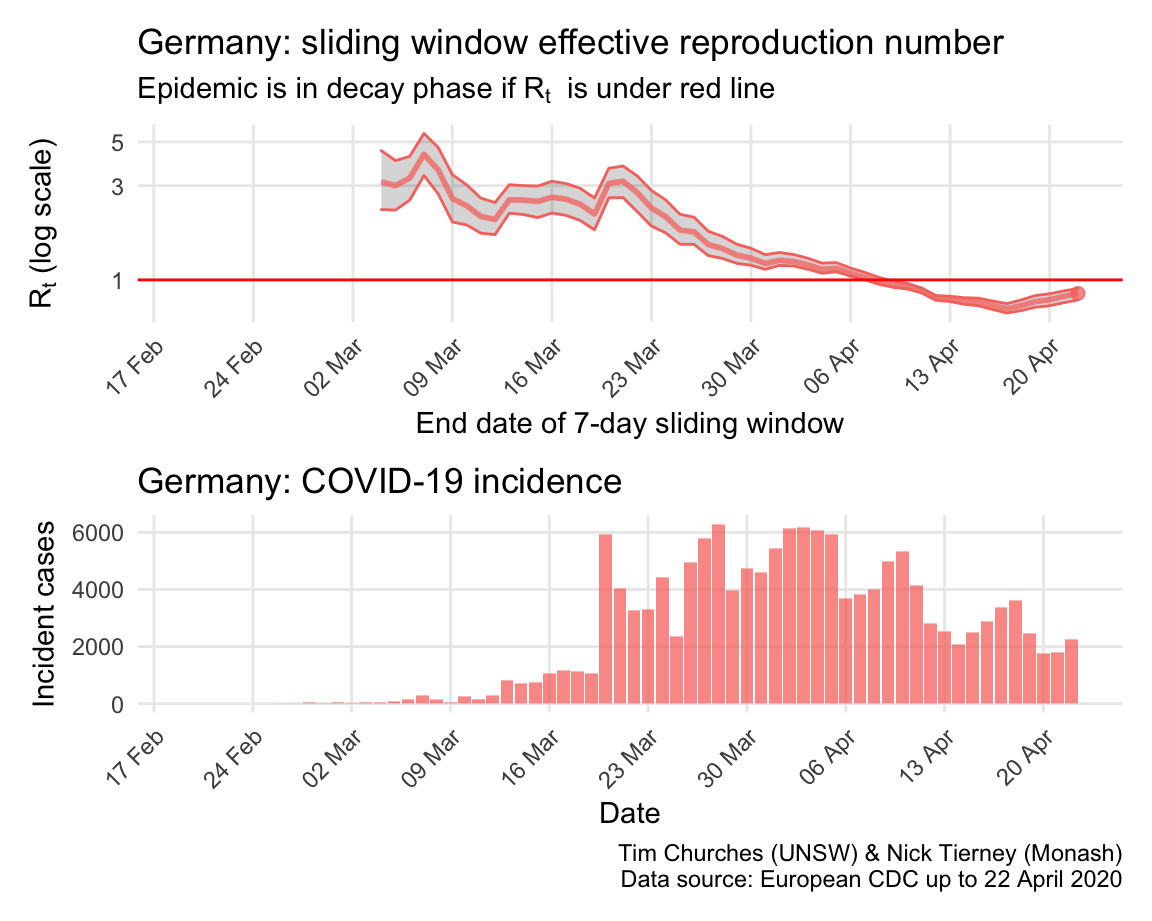 Germany: sliding window effective reproduction number
Epidemic is in decay phase if Rt is under red line
Rt (log scale)
5
3
1
17 Feb
24 Feb
02 Mar
09 Mar
16 Mar
23 Mar
30 Mar
06 Apr
13 Apr
20 Apr
End date of 7-day sliding window
Germany: COVID-19 incidence
Incident cases
6000
4000
2000
0
17 Feb
24 Feb
02 Mar
09 Mar
16 Mar
23 Mar
30 Mar
06 Apr
13 Apr
20 Apr
Date
Tim Churches (UNSW) & Nick Tierney (Monash)
Data source: European CDC up to 22 April 2020